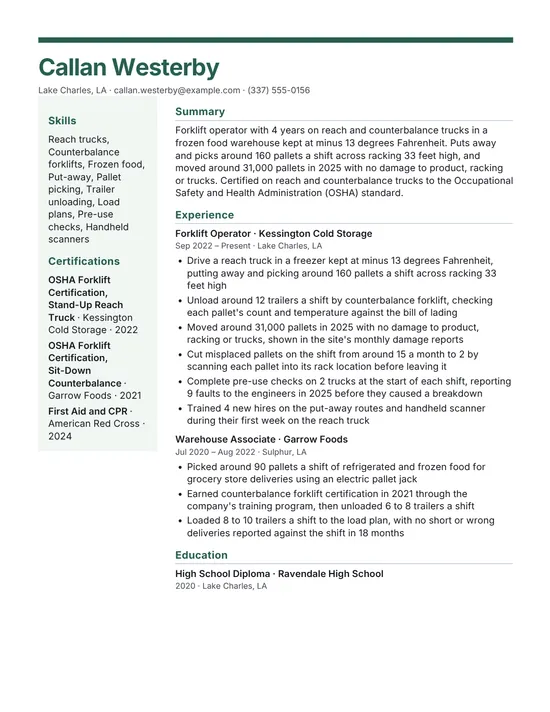 Callan Westerby
Lake Charles, LA · callan.westerby@example.com · (337) 555-0156
Skills
Reach trucks,
Counterbalance
forklifts, Frozen food,
Put-away, Pallet
picking, Trailer
unloading, Load
plans, Pre-use
checks, Handheld
scanners
Certifications
OSHA Forklift
Certification,
Stand-Up Reach
Truck · Kessington
Cold Storage · 2022
OSHA Forklift
Certification,
Sit-Down
Counterbalance ·
Garrow Foods · 2021
First Aid and CPR ·
American Red Cross ·
2024
Summary
Forklift operator with 4 years on reach and counterbalance trucks in a
frozen food warehouse kept at minus 13 degrees Fahrenheit. Puts away
and picks around 160 pallets a shift across racking 33 feet high, and
moved around 31,000 pallets in 2025 with no damage to product, racking
or trucks. Certified on reach and counterbalance trucks to the Occupational
Safety and Health Administration (OSHA) standard.
Experience
Forklift Operator · Kessington Cold Storage
Sep 2022 – Present · Lake Charles, LA
• Drive a reach truck in a freezer kept at minus 13 degrees Fahrenheit,
putting away and picking around 160 pallets a shift across racking 33
feet high
• Unload around 12 trailers a shift by counterbalance forklift, checking
each pallet's count and temperature against the bill of lading
• Moved around 31,000 pallets in 2025 with no damage to product,
racking or trucks, shown in the site's monthly damage reports
• Cut misplaced pallets on the shift from around 15 a month to 2 by
scanning each pallet into its rack location before leaving it
• Complete pre-use checks on 2 trucks at the start of each shift, reporting
9 faults to the engineers in 2025 before they caused a breakdown
• Trained 4 new hires on the put-away routes and handheld scanner
during their first week on the reach truck
Warehouse Associate · Garrow Foods
Jul 2020 – Aug 2022 · Sulphur, LA
• Picked around 90 pallets a shift of refrigerated and frozen food for
grocery store deliveries using an electric pallet jack
• Earned counterbalance forklift certification in 2021 through the
company's training program, then unloaded 6 to 8 trailers a shift
• Loaded 8 to 10 trailers a shift to the load plan, with no short or wrong
deliveries reported against the shift in 18 months
Education
High School Diploma · Ravendale High School
2020 · Lake Charles, LA